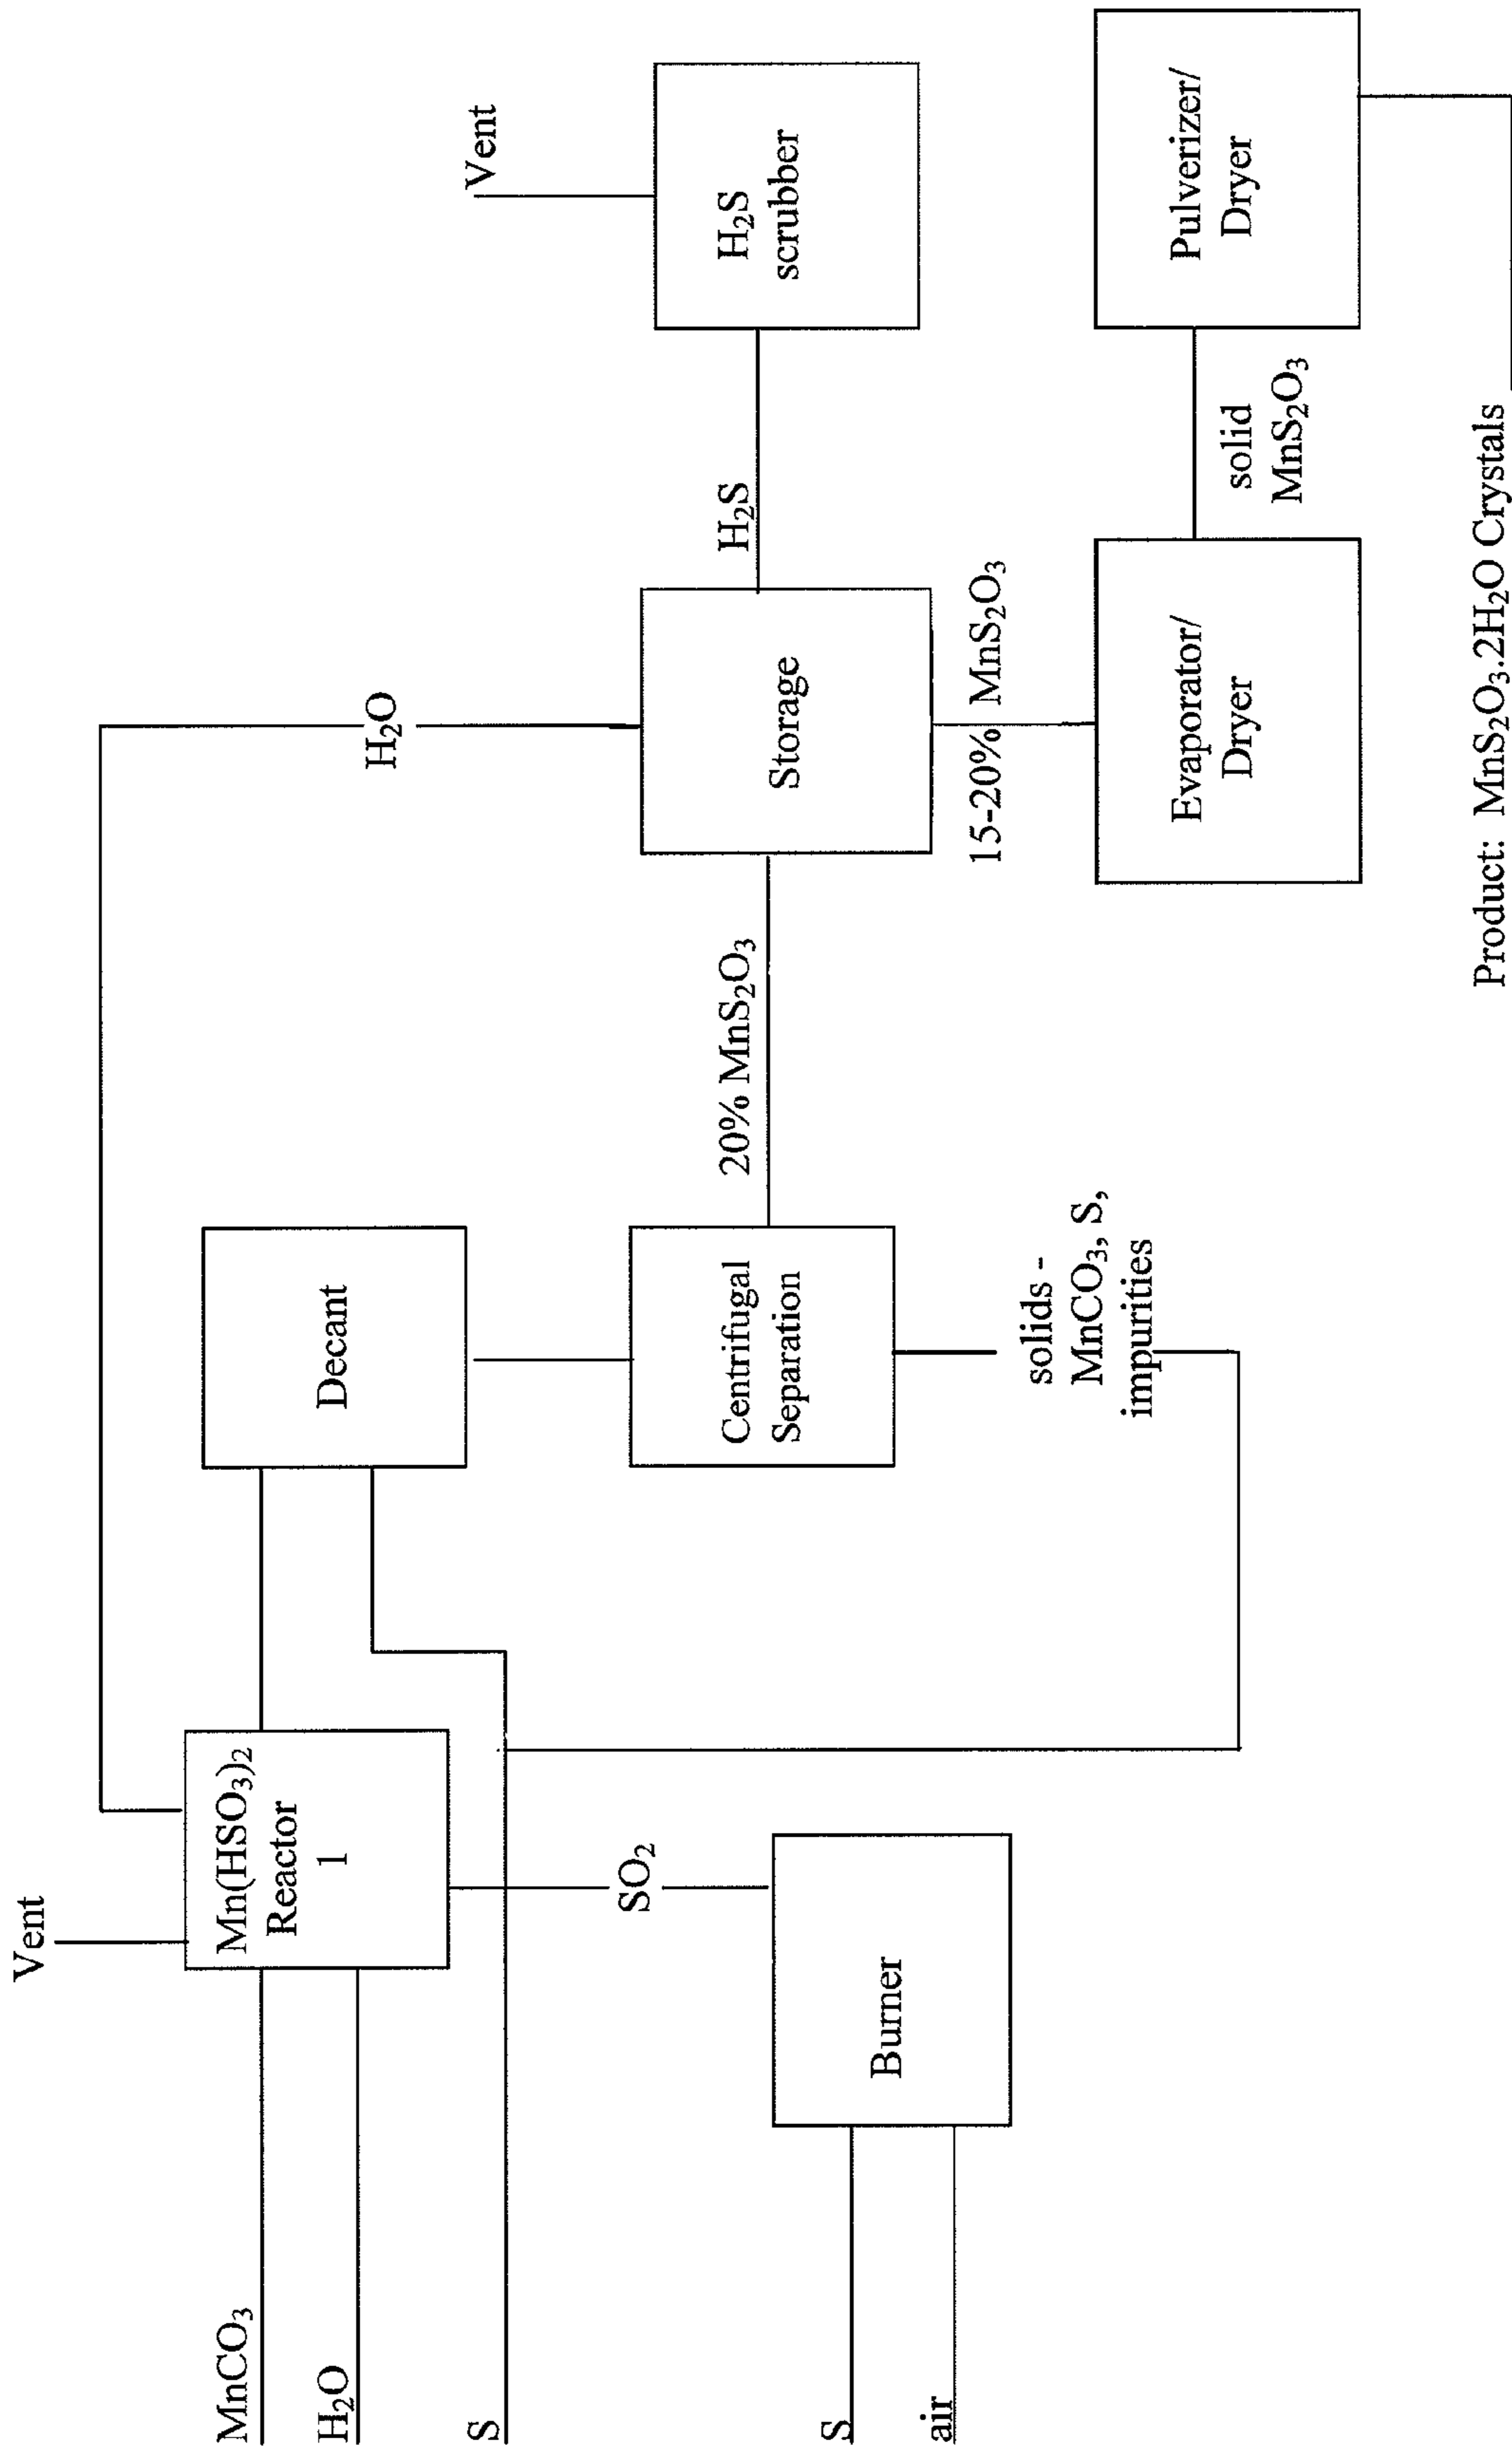 Vent
MnCO₃
H₂O
S
S
air
Mn(HSO₃)₂
Reactor
1
SO₂
Burner
Decant
Centrifugal
Separation
solids -
MnCO₃, S,
impurities
20% MnS₂O₃
H₂O
Storage
15-20% MnS₂O₃
H₂S
Vent
H₂S
scrubber
Evaporator/
Dryer
solid
MnS₂O₃
Pulverizer/
Dryer
Product: MnS₂O₃.2H₂O Crystals